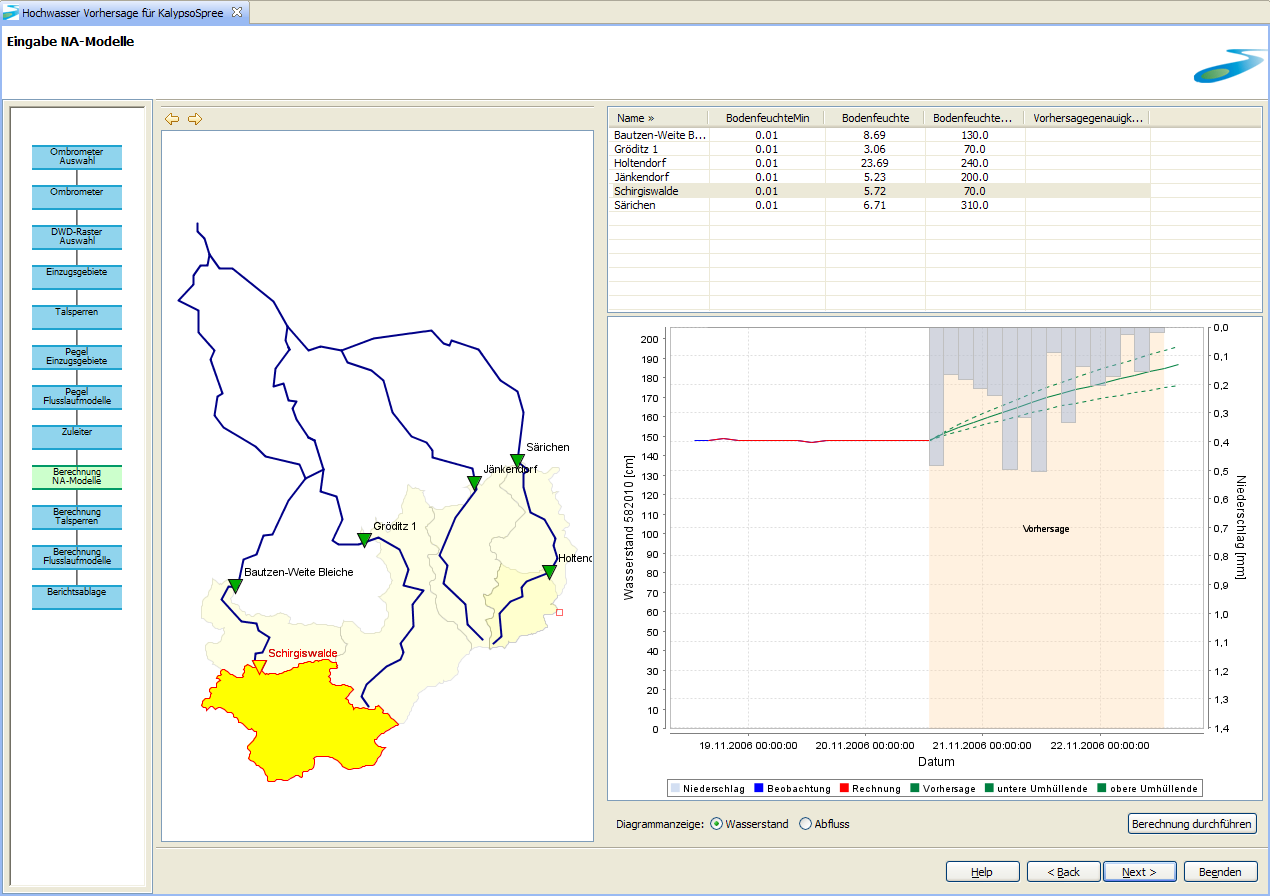 Hochwasser Vorhersage für KalypsoSpree
Eingabe NA-Modelle
Ombrometer
Auswahl
Ombrometer
DWD-Raster
Auswahl
Einzugsgebiete
Talsperren
Pegel
Einzugsgebiete
Pegel
Flusslaufmodelle
Zuleiter
Berechnung
NA-Modelle
Berechnung
Talsperren
Berechnung
Flusslaufmodelle
Berichtsablage
Särichen
Jänkendorf
Gröditz 1
Holtend
Bautzen-Weite Bleiche
Schirgiswalde
Name » BodenfeuchteMin Bodenfeuchte Bodenfeuchte... Vorhersagegenauigk...
Bautzen-Weite B... 0.01 8.69 130.0
Gröditz 1 0.01 3.06 70.0
Holtendorf 0.01 23.69 240.0
Jänkendorf 0.01 5.23 200.0
Schirgiswalde 0.01 5.72 70.0
Särichen 0.01 6.71 310.0
Wasserstand 582010 [cm]
200
190
180
170
160
150
140
130
120
110
100
90
80
70
60
50
40
30
20
10
0
Vorhersage
0,0
0,1
0,2
0,3
0,4
0,5
0,6
0,7
0,8
0,9
1,0
1,1
1,2
1,3
1,4
Niederschlag [mm]
19.11.2006 00:00:00 20.11.2006 00:00:00 21.11.2006 00:00:00 22.11.2006 00:00:00
Datum
Niederschlag Beobachtung Rechnung Vorhersage untere Umhüllende obere Umhüllende
Diagrammanzeige: Wasserstand Abfluss Berechnung durchführen
Help < Back Next > Beenden